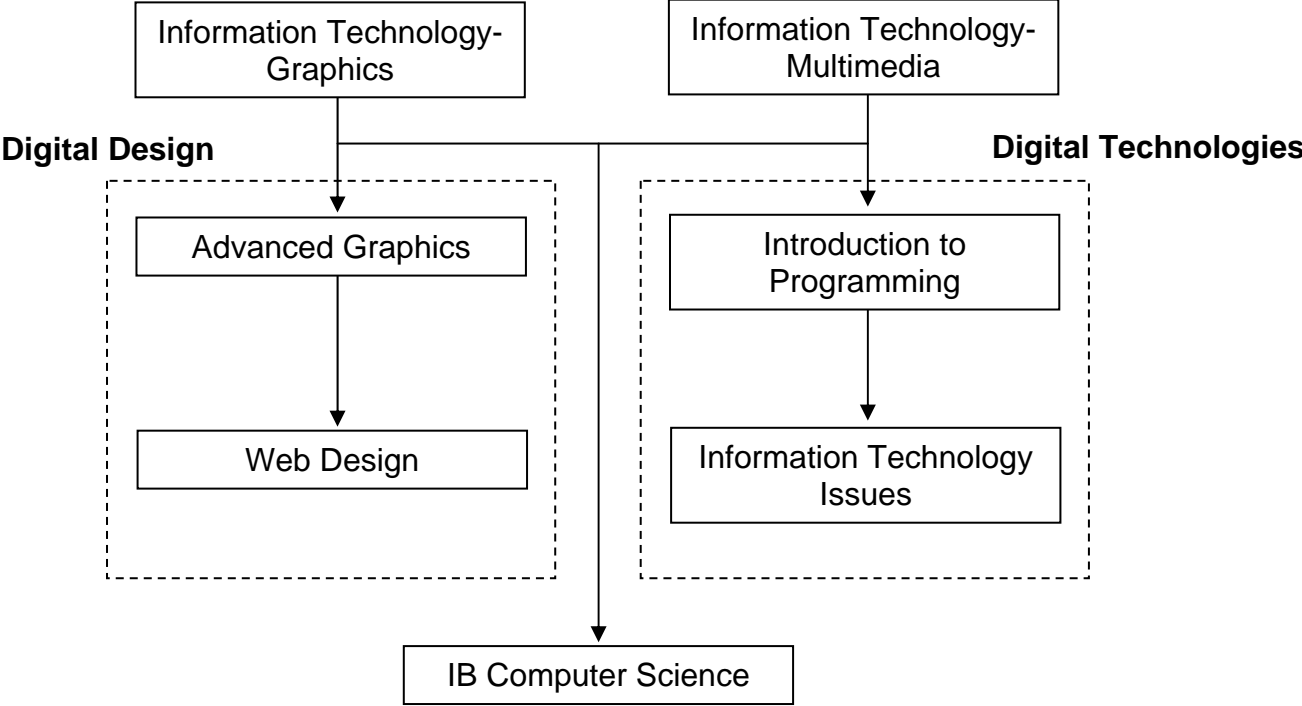 Information Technology-
Graphics
Information Technology-
Multimedia
Digital Design
Digital Technologies
Advanced Graphics
Introduction to
Programming
Web Design
Information Technology
Issues
IB Computer Science